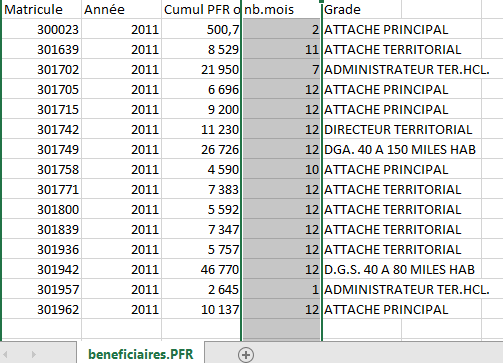 Matricule Année Cumul PFR o nb.mois Grade
300023 2011 500,7 2 ATTACHE PRINCIPAL
301639 2011 8 529 11 ATTACHE TERRITORIAL
301702 2011 21 950 7 ADMINISTRATEUR TER.HCL.
301705 2011 6 696 12 ATTACHE PRINCIPAL
301715 2011 9 200 12 ATTACHE PRINCIPAL
301742 2011 11 230 12 DIRECTEUR TERRITORIAL
301749 2011 26 726 12 DGA. 40 A 150 MILES HAB
301758 2011 4 590 10 ATTACHE PRINCIPAL
301771 2011 7 383 12 ATTACHE TERRITORIAL
301800 2011 5 592 12 ATTACHE TERRITORIAL
301839 2011 7 347 12 ATTACHE TERRITORIAL
301936 2011 5 757 12 ATTACHE TERRITORIAL
301942 2011 46 770 12 D.G.S. 40 A 80 MILES HAB
301957 2011 2 645 1 ADMINISTRATEUR TER.HCL.
301962 2011 10 137 12 ATTACHE PRINCIPAL
beneficiaires.PFR